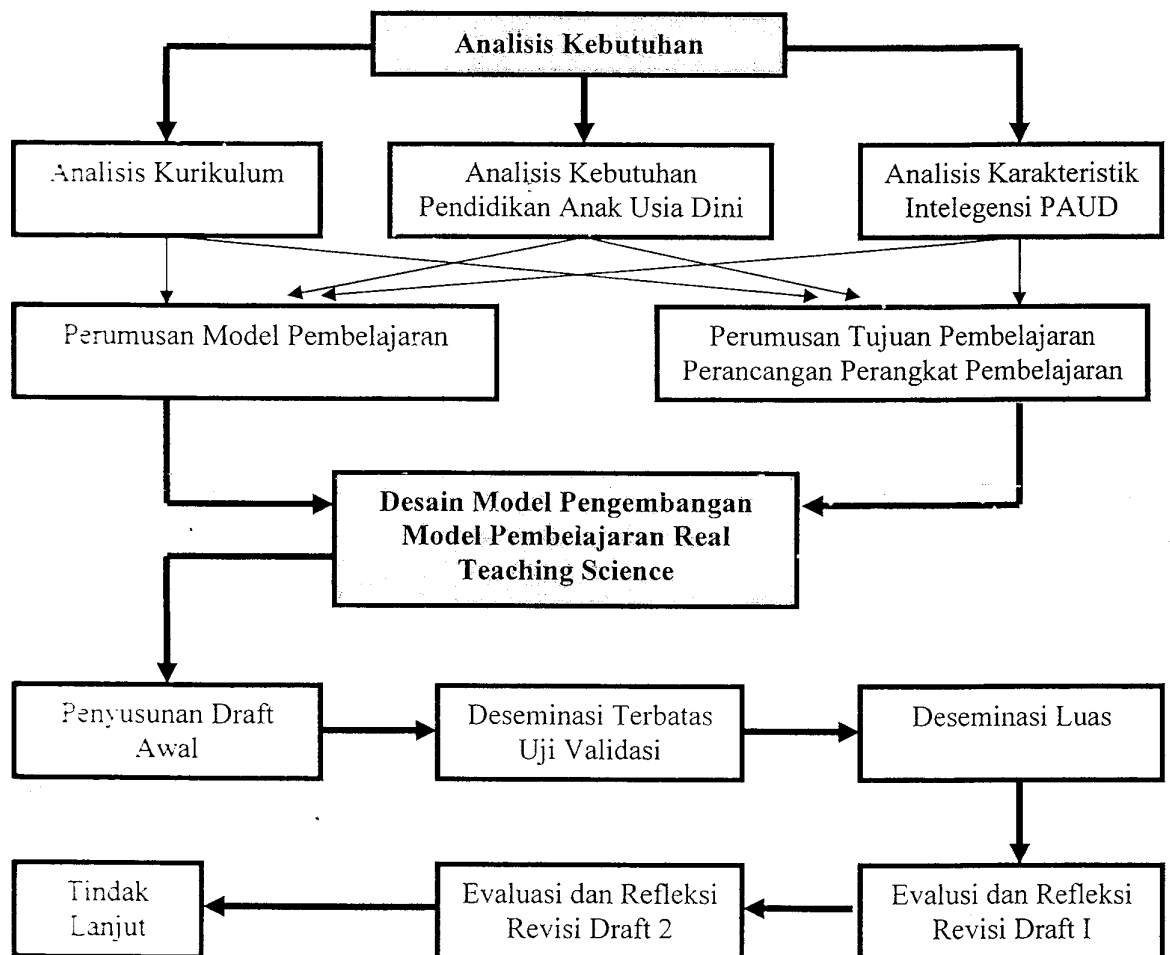 Analisis Kebutuhan
Analisis Kurikulum
Analisis Kebutuhan
Pendidikan Anak Usia Dini
Analisis Karakteristik
Intelegensi PAUD
Perumusan Model Pembelajaran
Perumusan Tujuan Pembelajaran
Perancangan Perangkat Pembelajaran
Desain Model Pengembangan
Model Pembelajaran Real
Teaching Science
Penyusunan Draft
Awal
Deseminasi Terbatas
Uji Validasi
Deseminasi Luas
Tindak
Lanjut
Evaluasi dan Refleksi
Revisi Draft 2
Evalusi dan Refleksi
Revisi Draft I